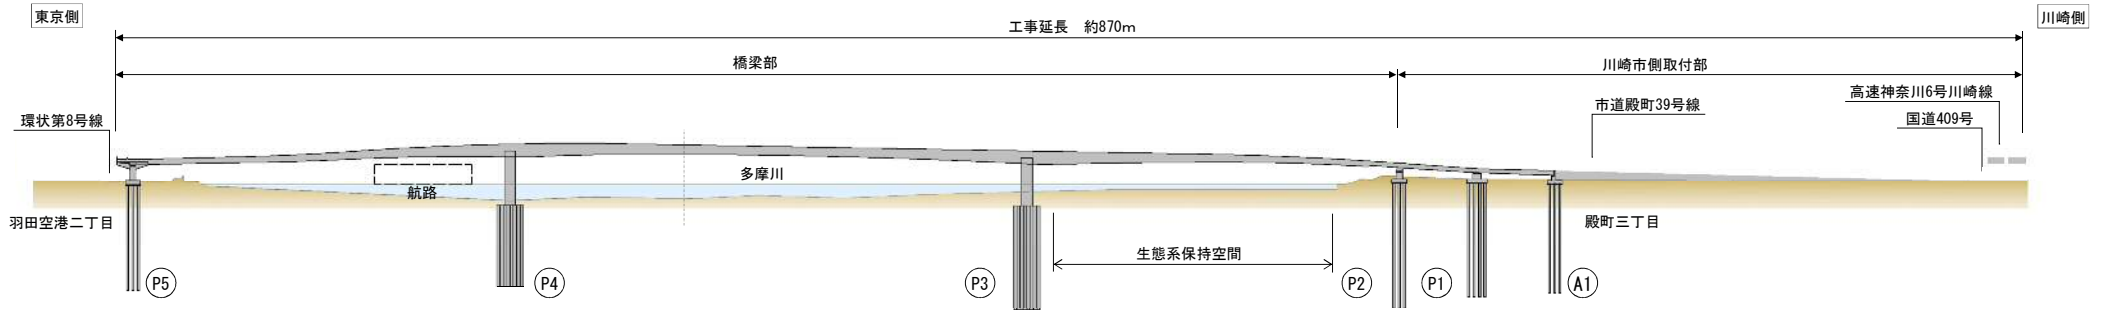 東京側
川崎側
工事延長　約870m
橋梁部
川崎市側取付部
高速神奈川6号川崎線
市道殿町39号線
環状第8号線
国道409号
多摩川
航路
羽田空港二丁目
殿町三丁目
生態系保持空間
P5
P4
P3
P2
P1
A1